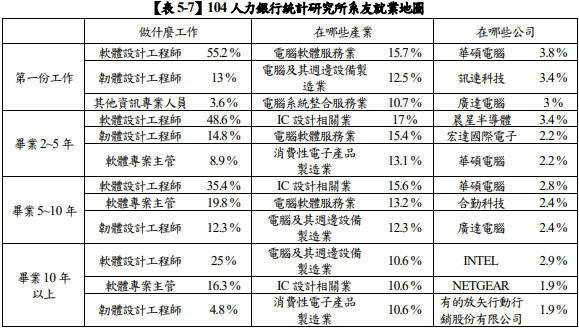 【表 5-7】104 人力銀行統計研究所系友就業地圖
做什麼工作 在哪些產業 在哪些公司
第一份工作
軟體設計工程師 55.2% 電腦軟體服務業 15.7% 華碩電腦 3.8%
韌體設計工程師 13% 電腦及其週邊設備製
造業 12.5% 訊連科技 3.4%
其他資訊專業人員 3.6% 電腦系統整合服務業 10.7% 廣達電腦 3%
畢業 2~5 年
軟體設計工程師 48.6% IC 設計相關業 17% 晨星半導體 3.4%
韌體設計工程師 14.8% 電腦軟體服務業 15.4% 宏達國際電子 2.2%
軟體專案主管 8.9% 消費性電子產品
製造業 13.1% 華碩電腦 2.2%
畢業 5~10 年
軟體設計工程師 35.4% IC 設計相關業 15.6% 華碩電腦 2.8%
軟體專案主管 19.8% 電腦軟體服務業 13.2% 合勤科技 2.4%
韌體設計工程師 12.3% 電腦及其週邊設備
製造業 12.3% 廣達電腦 2.4%
畢業 10 年
以上
軟體設計工程師 25% 電腦及其週邊設備
製造業 10.6% INTEL 2.9%
軟體專案主管 16.3% IC 設計相關業 10.6% NETGEAR 1.9%
韌體設計工程師 4.8% 消費性電子產品
製造業 10.6% 有的放矢行動行
銷股份有限公司 1.9%